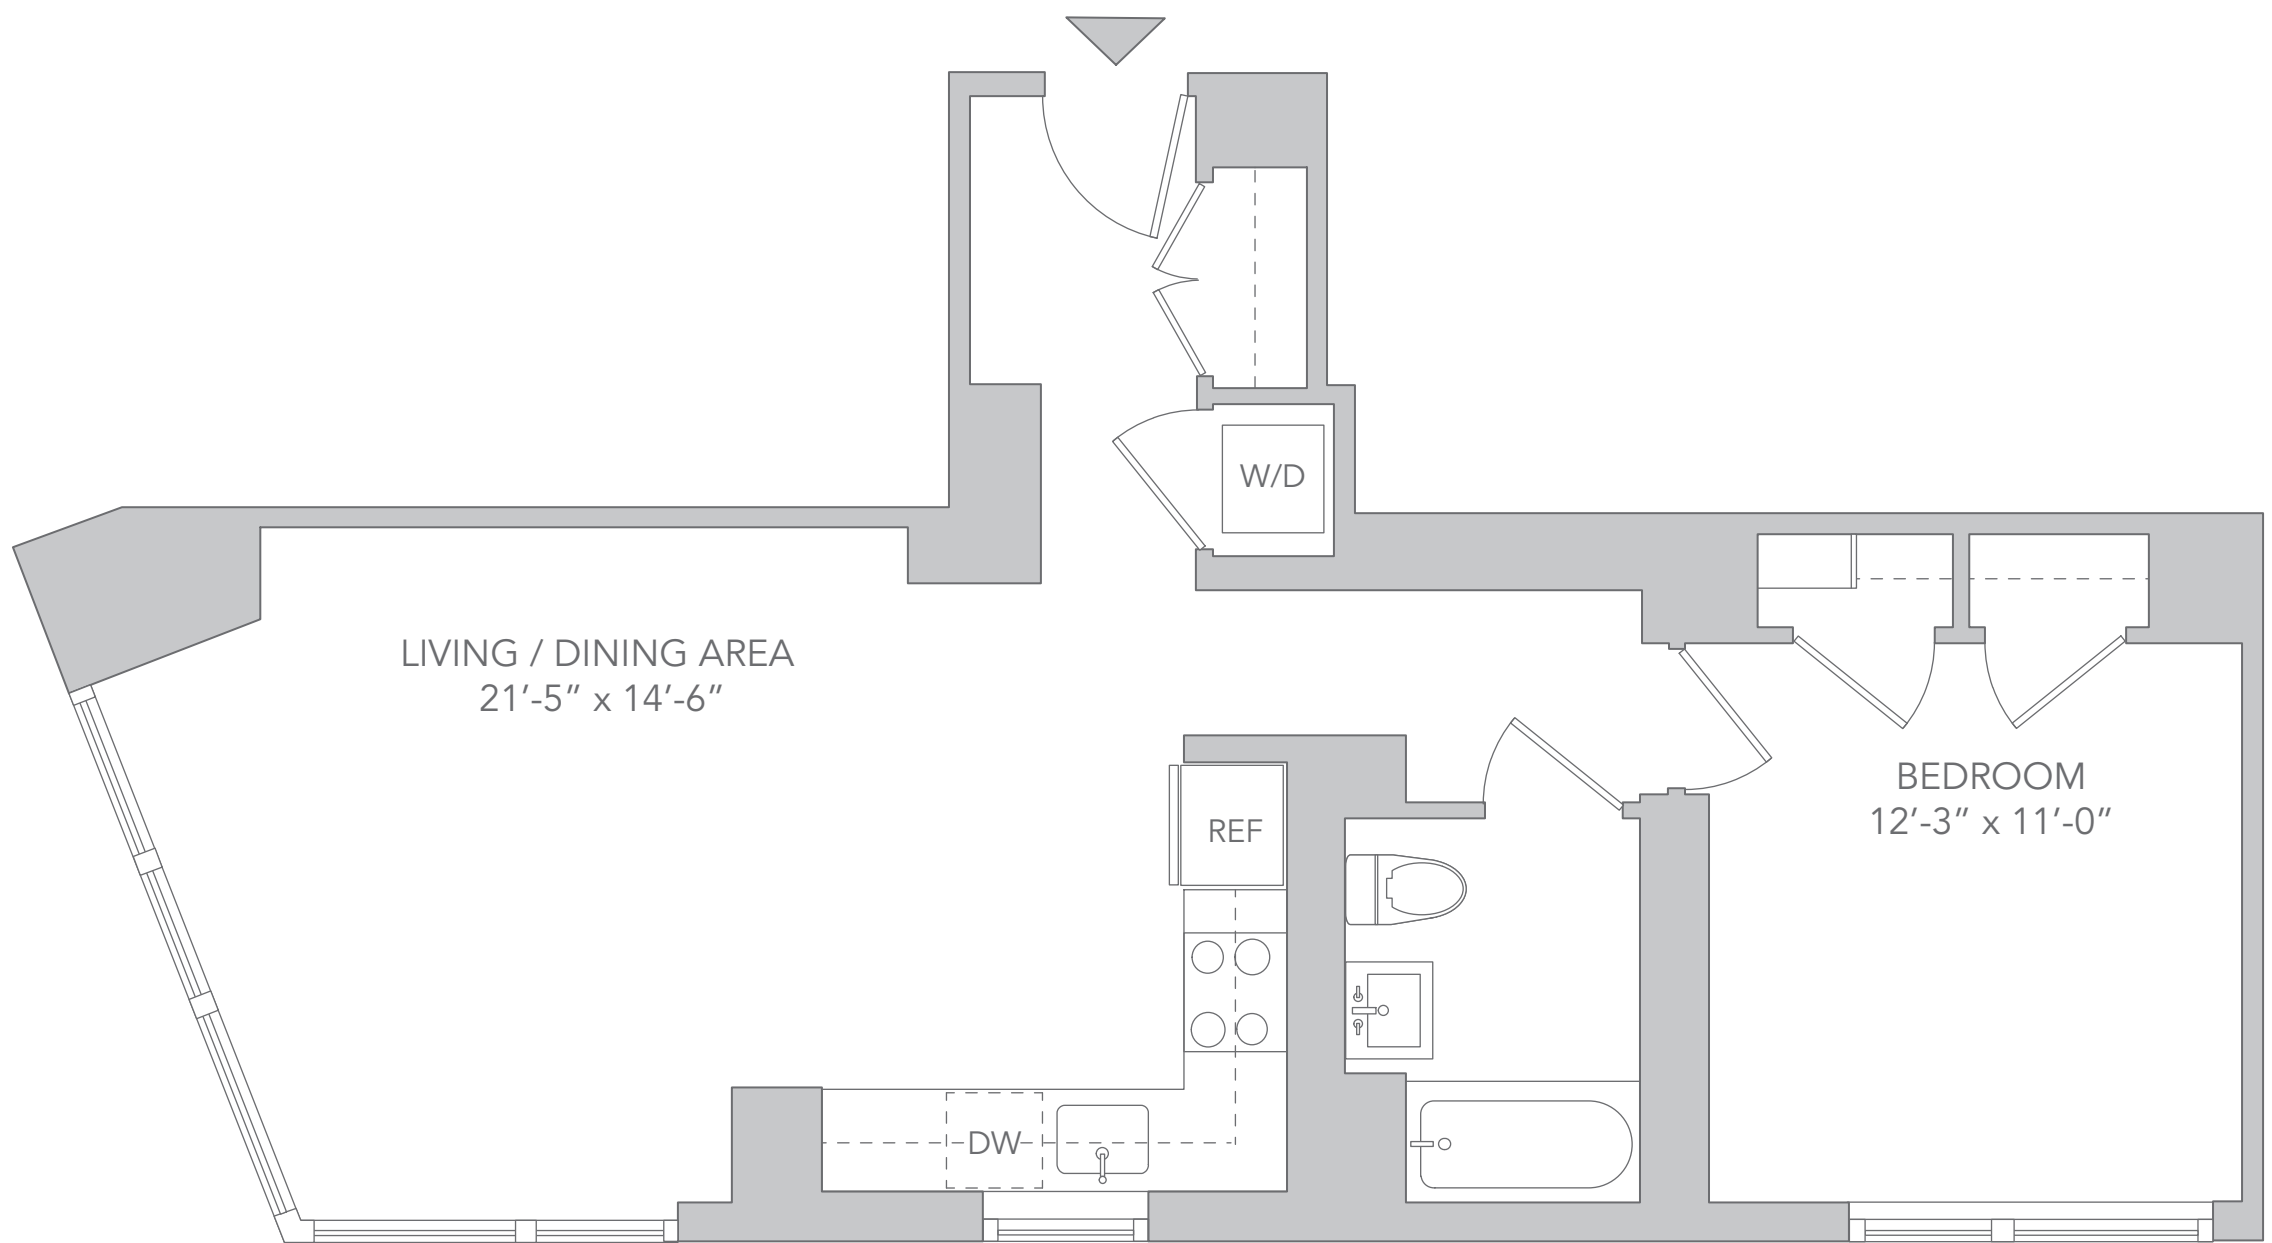 W/D
LIVING / DINING AREA
21’-5” x 14’-6”
BEDROOM
12’-3” x 11’-0”
REF
DW